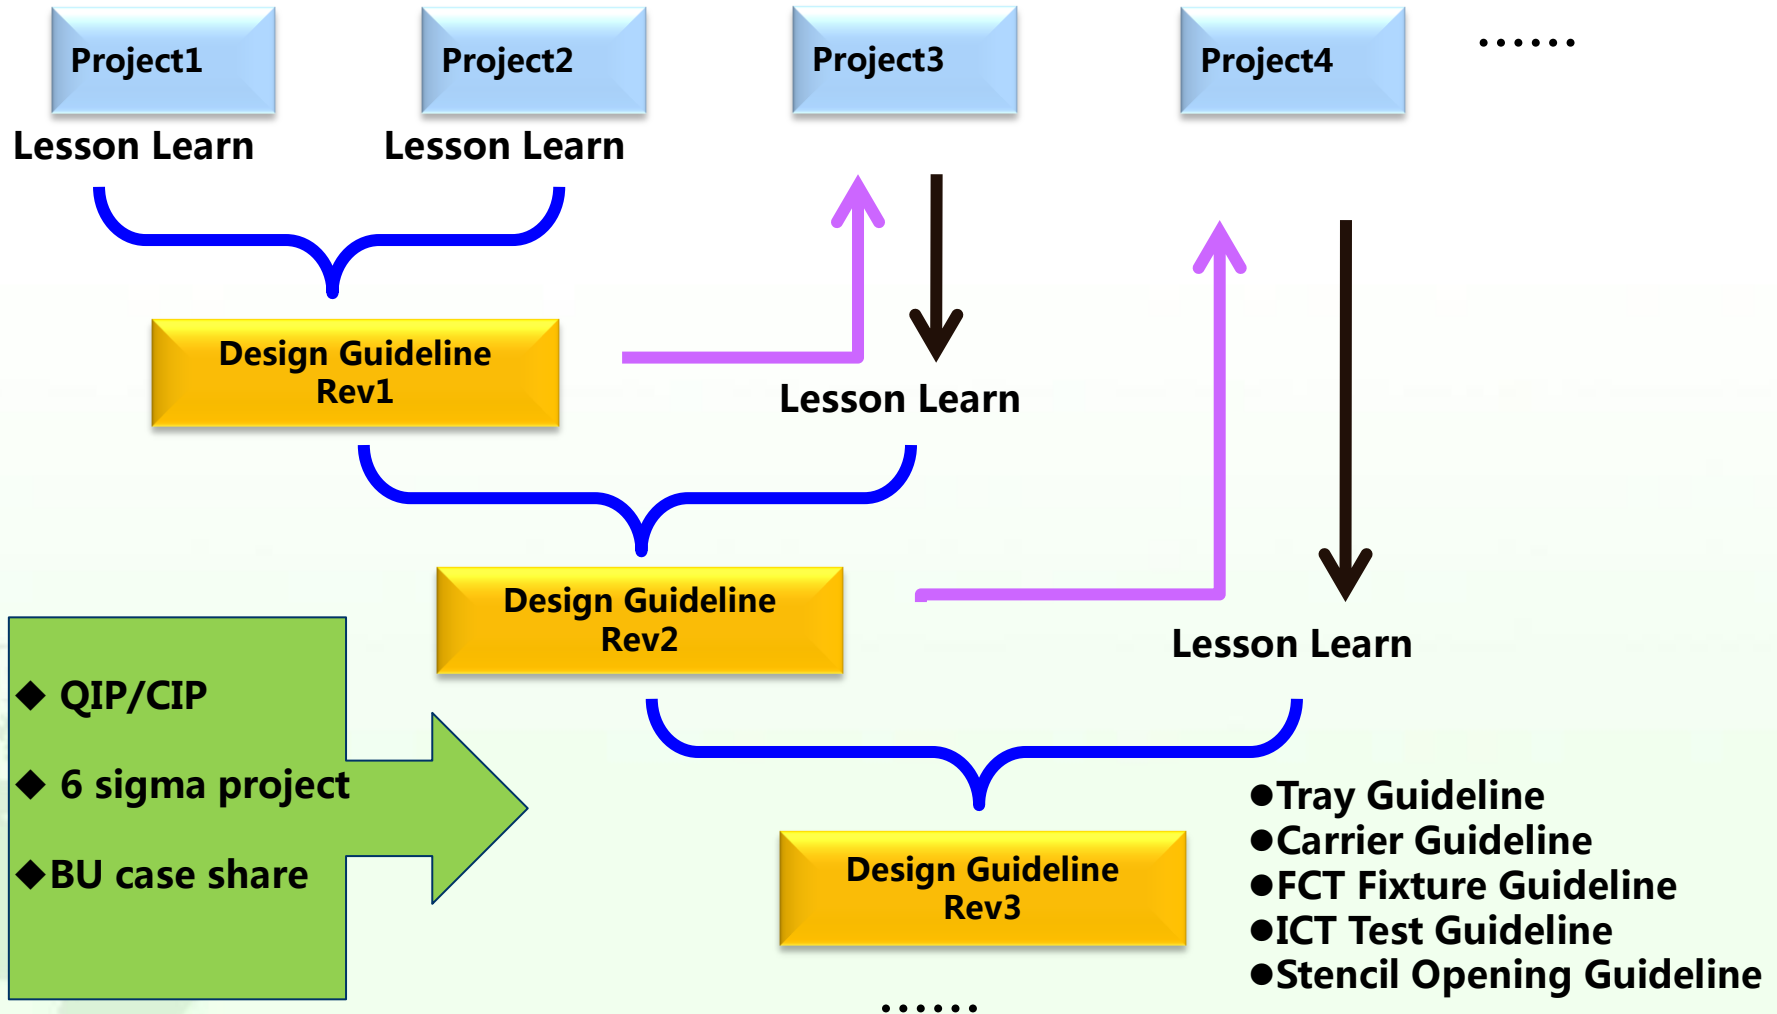 Project1
Project2
Project3
Project4
......
Lesson Learn
Lesson Learn
Design Guideline
Rev1
Lesson Learn
Design Guideline
Rev2
Lesson Learn
◆ QIP/CIP
◆ 6 sigma project
◆BU case share
Design Guideline
Rev3
●Tray Guideline
●Carrier Guideline
●FCT Fixture Guideline
●ICT Test Guideline
●Stencil Opening Guideline
......